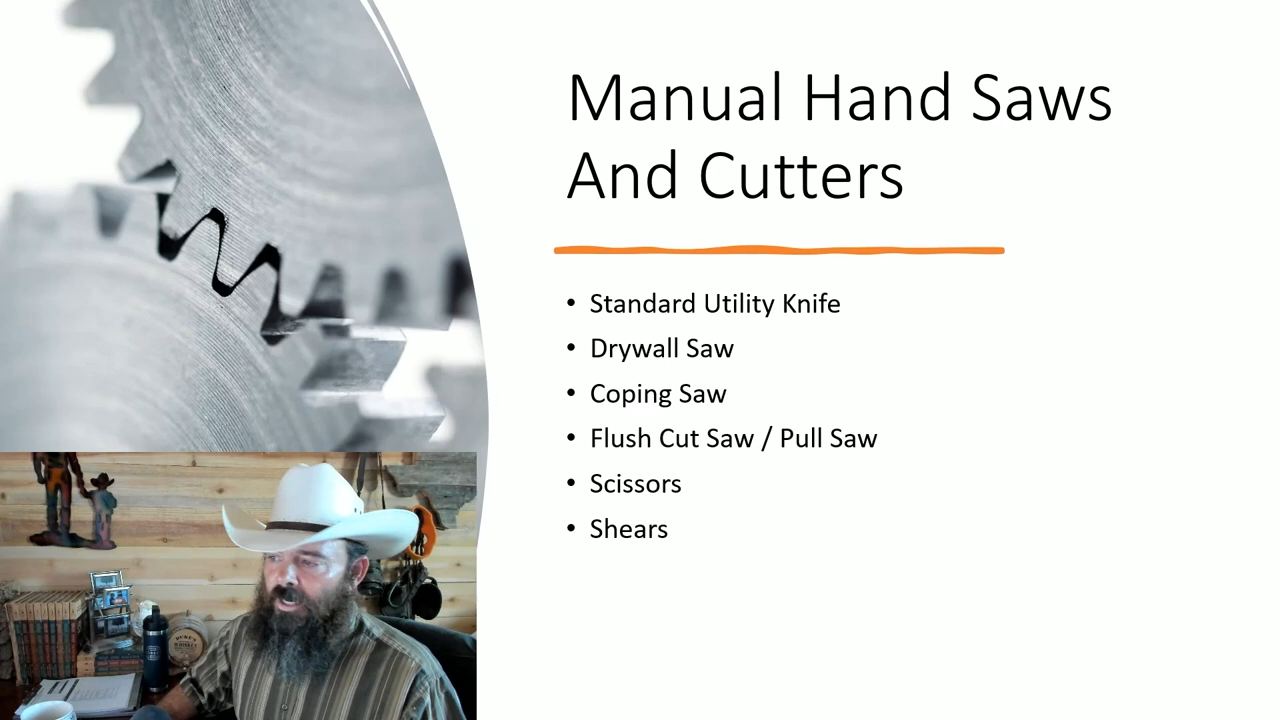 Manual Hand Saws
And Cutters
• Standard Utility Knife
• Drywall Saw
• Coping Saw
• Flush Cut Saw / Pull Saw
• Scissors
• Shears